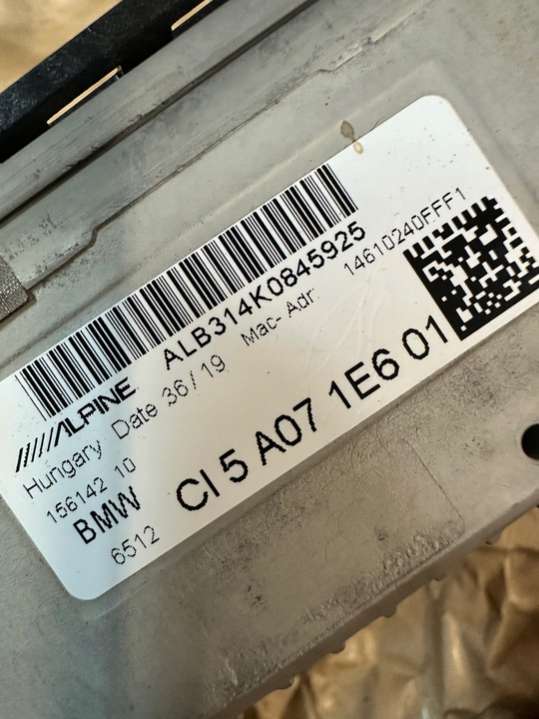 ALB314K0845925
ALPINE
Hungary Date 36/19 Mac-Adr: 14610240FFF1
156142 10
BMW CI 5 A07 1E6 01
6512